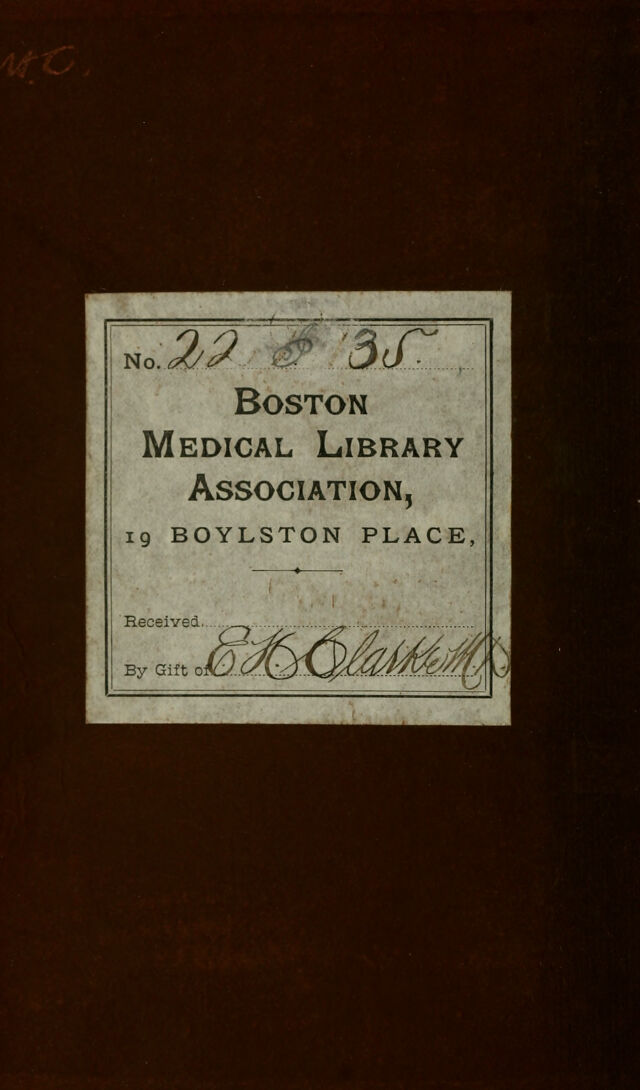 No. 22 35.
BOSTON
MEDICAL LIBRARY
ASSOCIATION,
19 BOYLSTON PLACE,
Received
By Gift of E. H. Clarke M.D.